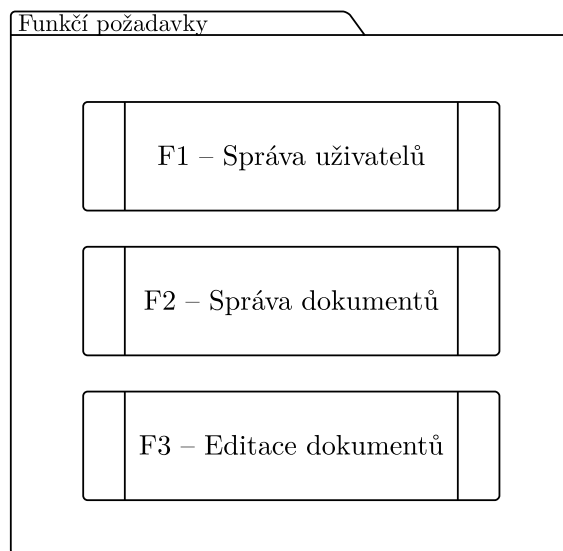 Funkčí požadavky
F1 – Správa uživatelů
F2 – Správa dokumentů
F3 – Editace dokumentů